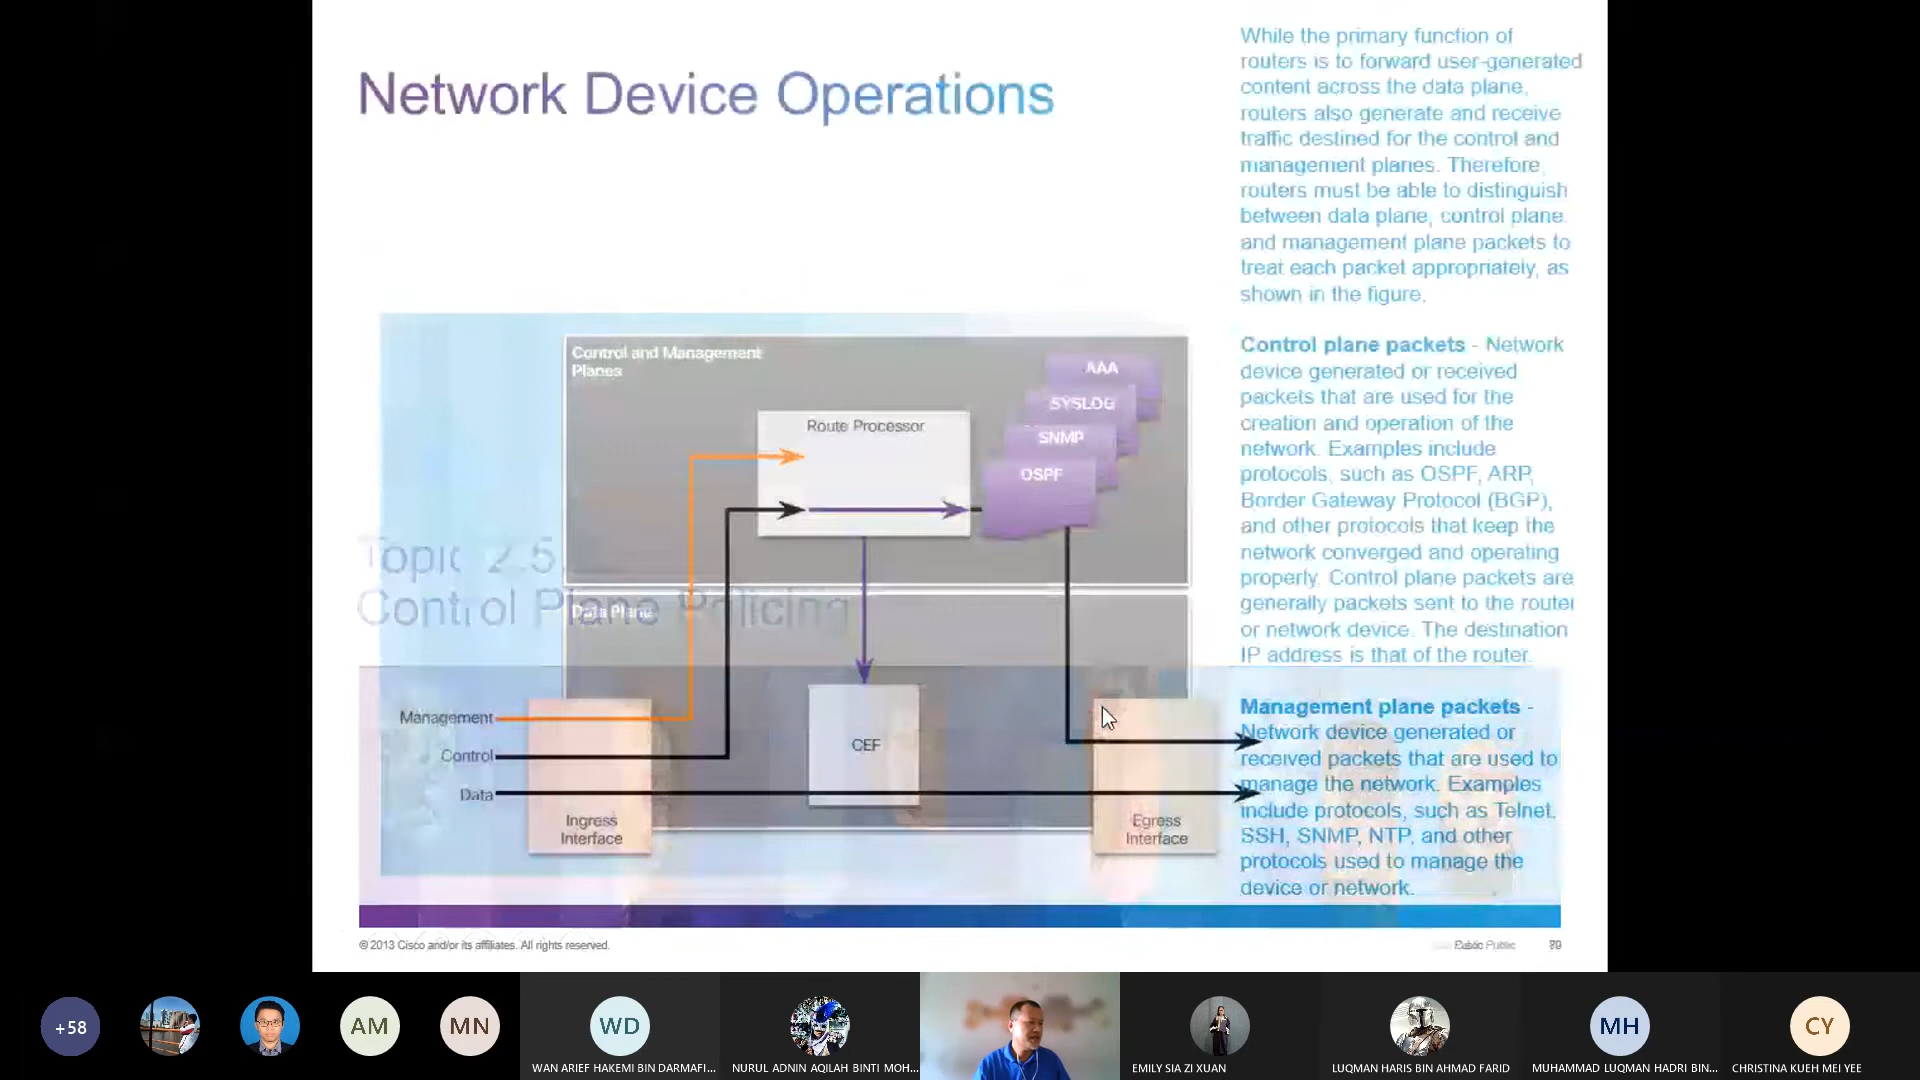 Network Device Operations
While the primary function of
routers is to forward user-generated
content across the data plane,
routers also generate and receive
traffic destined for the control and
management planes. Therefore,
routers must be able to distinguish
between data plane, control plane,
and management plane packets to
treat each packet appropriately, as
shown in the figure.
Control plane packets - Network
device generated or received
packets that are used for the
creation and operation of the
network. Examples include
protocols, such as OSPF, ARP,
Border Gateway Protocol (BGP),
and other protocols that keep the
network converged and operating
properly. Control plane packets are
generally packets sent to the router
or network device. The destination
IP address is that of the router.
Management plane packets -
Network device generated or
received packets that are used to
manage the network. Examples
include protocols, such as Telnet,
SSH, SNMP, NTP, and other
protocols used to manage the
device or network.
Control and Management
Planes
AAA
SYSLOG
SNMP
OSPF
Route Processor
Topic 2.5
Control Plane Policing
Data Plane
Management
Control
Data
CEF
Ingress
Interface
Egress
Interface
© 2013 Cisco and/or its affiliates. All rights reserved.
Public
+58
AM
MN
WD
MH
CY
WAN ARIEF HAKEMI BIN DARMAFI...
NURUL ADNIN AQILAH BINTI MOH...
EMILY SIA ZI XUAN
LUQMAN HARIS BIN AHMAD FARID
MUHAMMAD LUQMAN HADRI BIN...
CHRISTINA KUEH MEI YEE